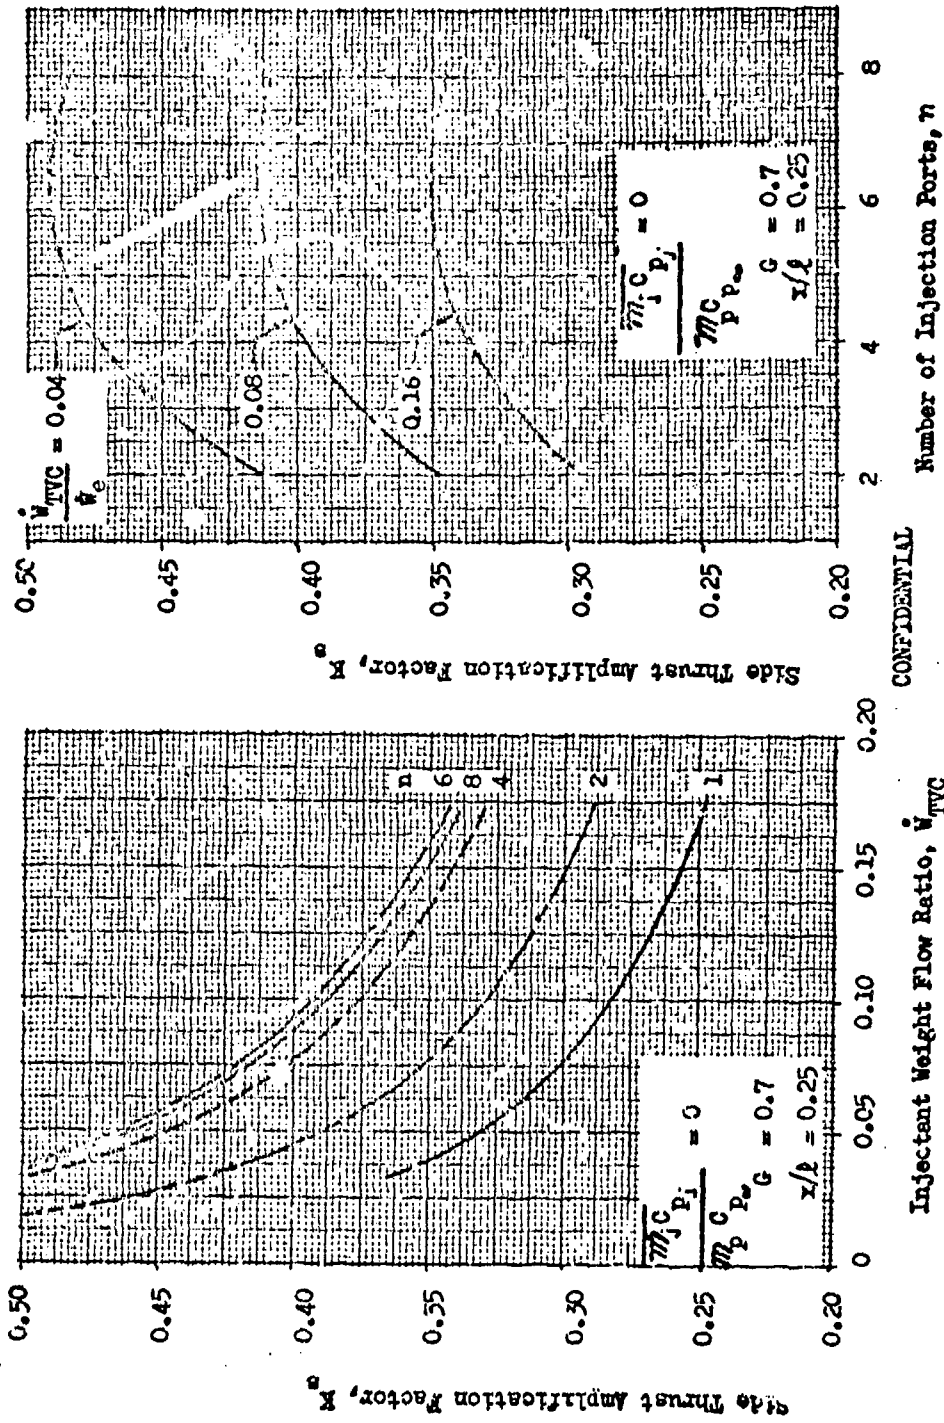 0.50
0.45
0.40
0.35
0.30
0.25
0.20
Side Thrust Amplification Factor, K s
n
6
8
4
2
1
m j C p j
m p C p ∞ = 0
G = 0.7
x/ℓ = 0.25
0 0.05 0.10 0.15 0.20
Injectant Weight Flow Ratio, Ẇ TVC
CONFIDENTIAL
0.50
0.45
0.40
0.35
0.30
0.25
0.20
Side Thrust Amplification Factor, K s
Ẇ TVC
Ẇ e = 0.04
0.08
0.16
m j C p j
m p C p ∞ = 0
G = 0.7
x/ℓ = 0.25
2 4 6 8
Number of Injection Ports, n